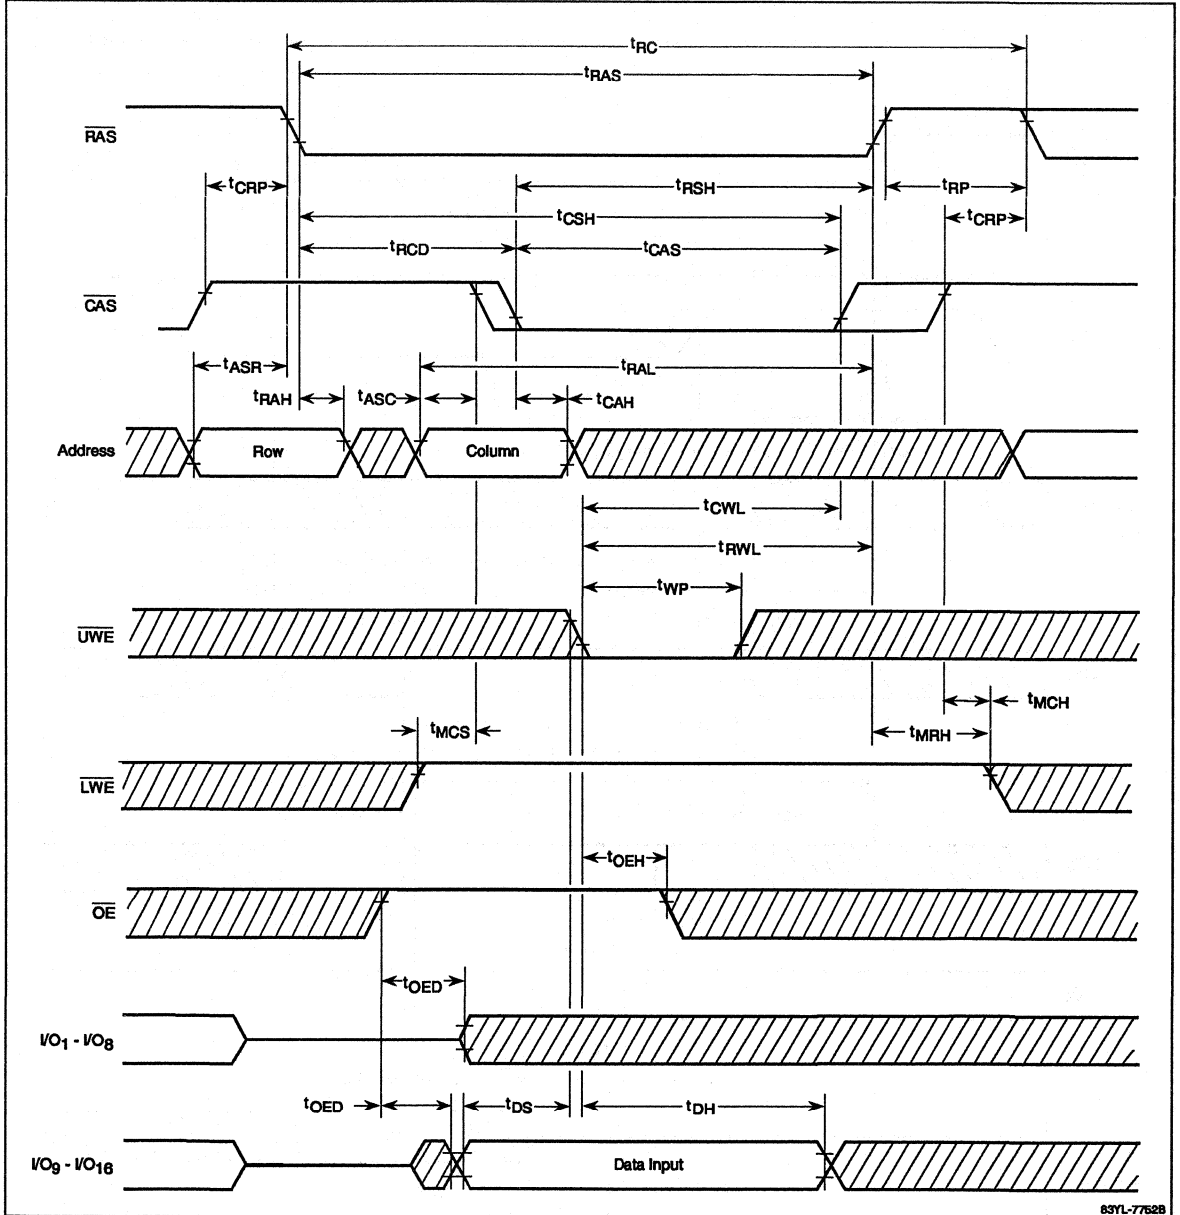 tRC
tRAS
RAS
tCRP
tRSH
tRP
tCSH
tCRP
tRCD
tCAS
CAS
tASR
tRAL
tRAH
tASC
tCAH
Address
Row
Column
tCWL
tRWL
tWP
UWE
tMCS
tMCH
tMRH
LWE
tOEH
OE
tOED
I/O1 - I/O8
tOED
tDS
tDH
I/O9 - I/O16
Data Input
83YL-7752B